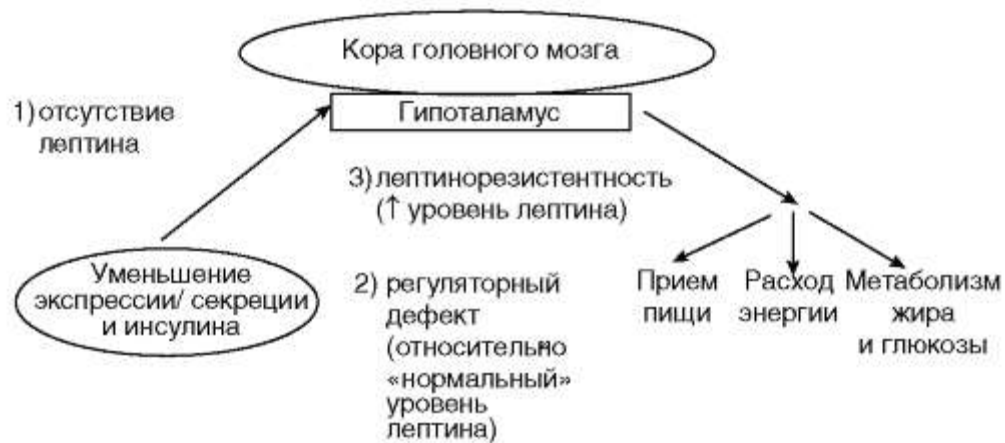 Кора головного мозга
Гипоталамус
1) отсутствие
лептина
3) лептинорезистентность
(↑ уровень лептина)
Уменьшение
экспрессии/ секреции
и инсулина
2) регуляторный
дефект
(относительно
«нормальный»
уровень
лептина)
Прием
пищи
Расход
энергии
Метаболизм
жира
и глюкозы